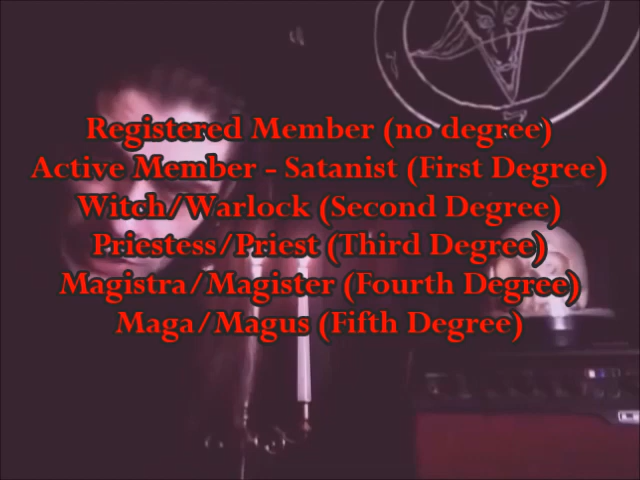 Registered Member (no degree)
Active Member - Satanist (First Degree)
Witch/Warlock (Second Degree)
Priestess/Priest (Third Degree)
Magistra/Magister (Fourth Degree)
Maga/Magus (Fifth Degree)